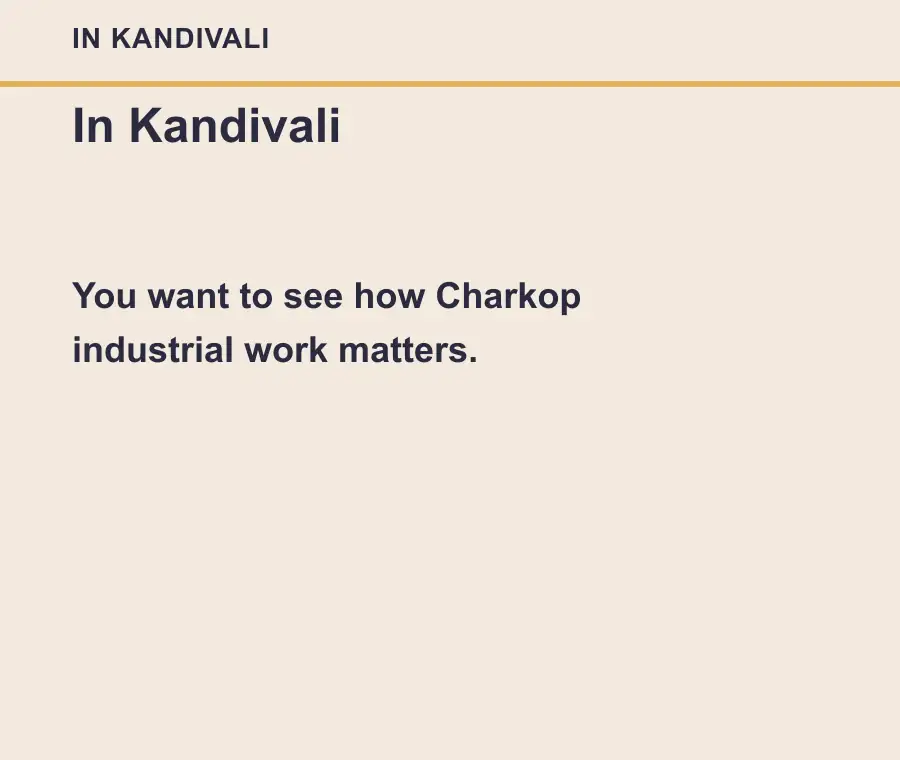 IN KANDIVALI
In Kandivali
You want to see how Charkop
industrial work matters.